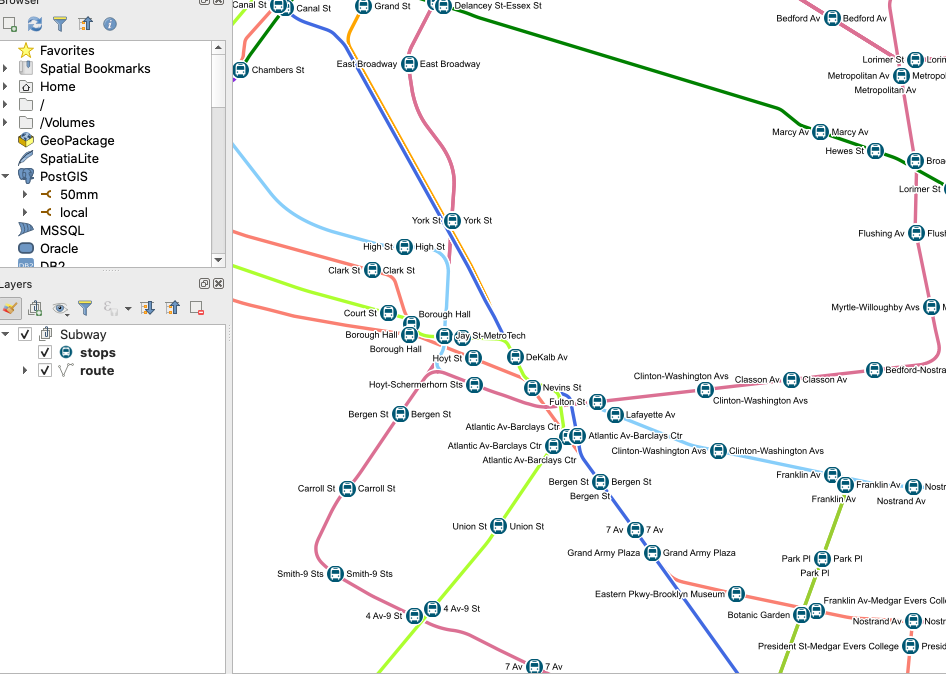 Browser
Favorites
Spatial Bookmarks
Home
/
/Volumes
GeoPackage
SpatiaLite
PostGIS
50mm
local
MSSQL
Oracle
DB2
Layers
Subway
stops
route
Canal St
Canal St
Grand St
Delancey St-Essex St
Bedford Av
Bedford Av
Chambers St
East Broadway
East Broadway
Lorimer St
Lorim
Metropolitan Av
Metropol
Metropolitan Av
Marcy Av
Marcy Av
Hewes St
Broa
Lorimer St
York St
York St
Flushing Av
Flush
High St
High St
Clark St
Clark St
Court St
Borough Hall
Myrtle-Willoughby Avs
M
Borough Hall
Jay St-MetroTech
Borough Hall
Hoyt St
DeKalb Av
Bedford-Nostra
Hoyt-Schermerhorn Sts
Nevins St
Clinton-Washington Avs
Classon Av
Classon Av
Fulton St
Clinton-Washington Avs
Bergen St
Bergen St
Lafayette Av
Atlantic Av-Barclays Ctr
Atlantic Av-Barclays Ctr
Atlantic Av-Barclays Ctr
Atlantic Av-Barclays Ctr
Clinton-Washington Avs
Clinton-Washington Avs
Franklin Av
Franklin Av
Nostr
Franklin Av
Nostrand Av
Bergen St
Bergen St
Bergen St
Carroll St
Carroll St
Union St
Union St
7 Av
7 Av
Grand Army Plaza
Grand Army Plaza
Park Pl
Park Pl
Park Pl
Smith-9 Sts
Smith-9 Sts
Eastern Pkwy-Brooklyn Museum
Franklin Av-Medgar Evers Colle
4 Av-9 St
4 Av-9 St
Botanic Garden
Nostrand Av
Nostr
President St-Medgar Evers College
Presid
7 Av
7 Av